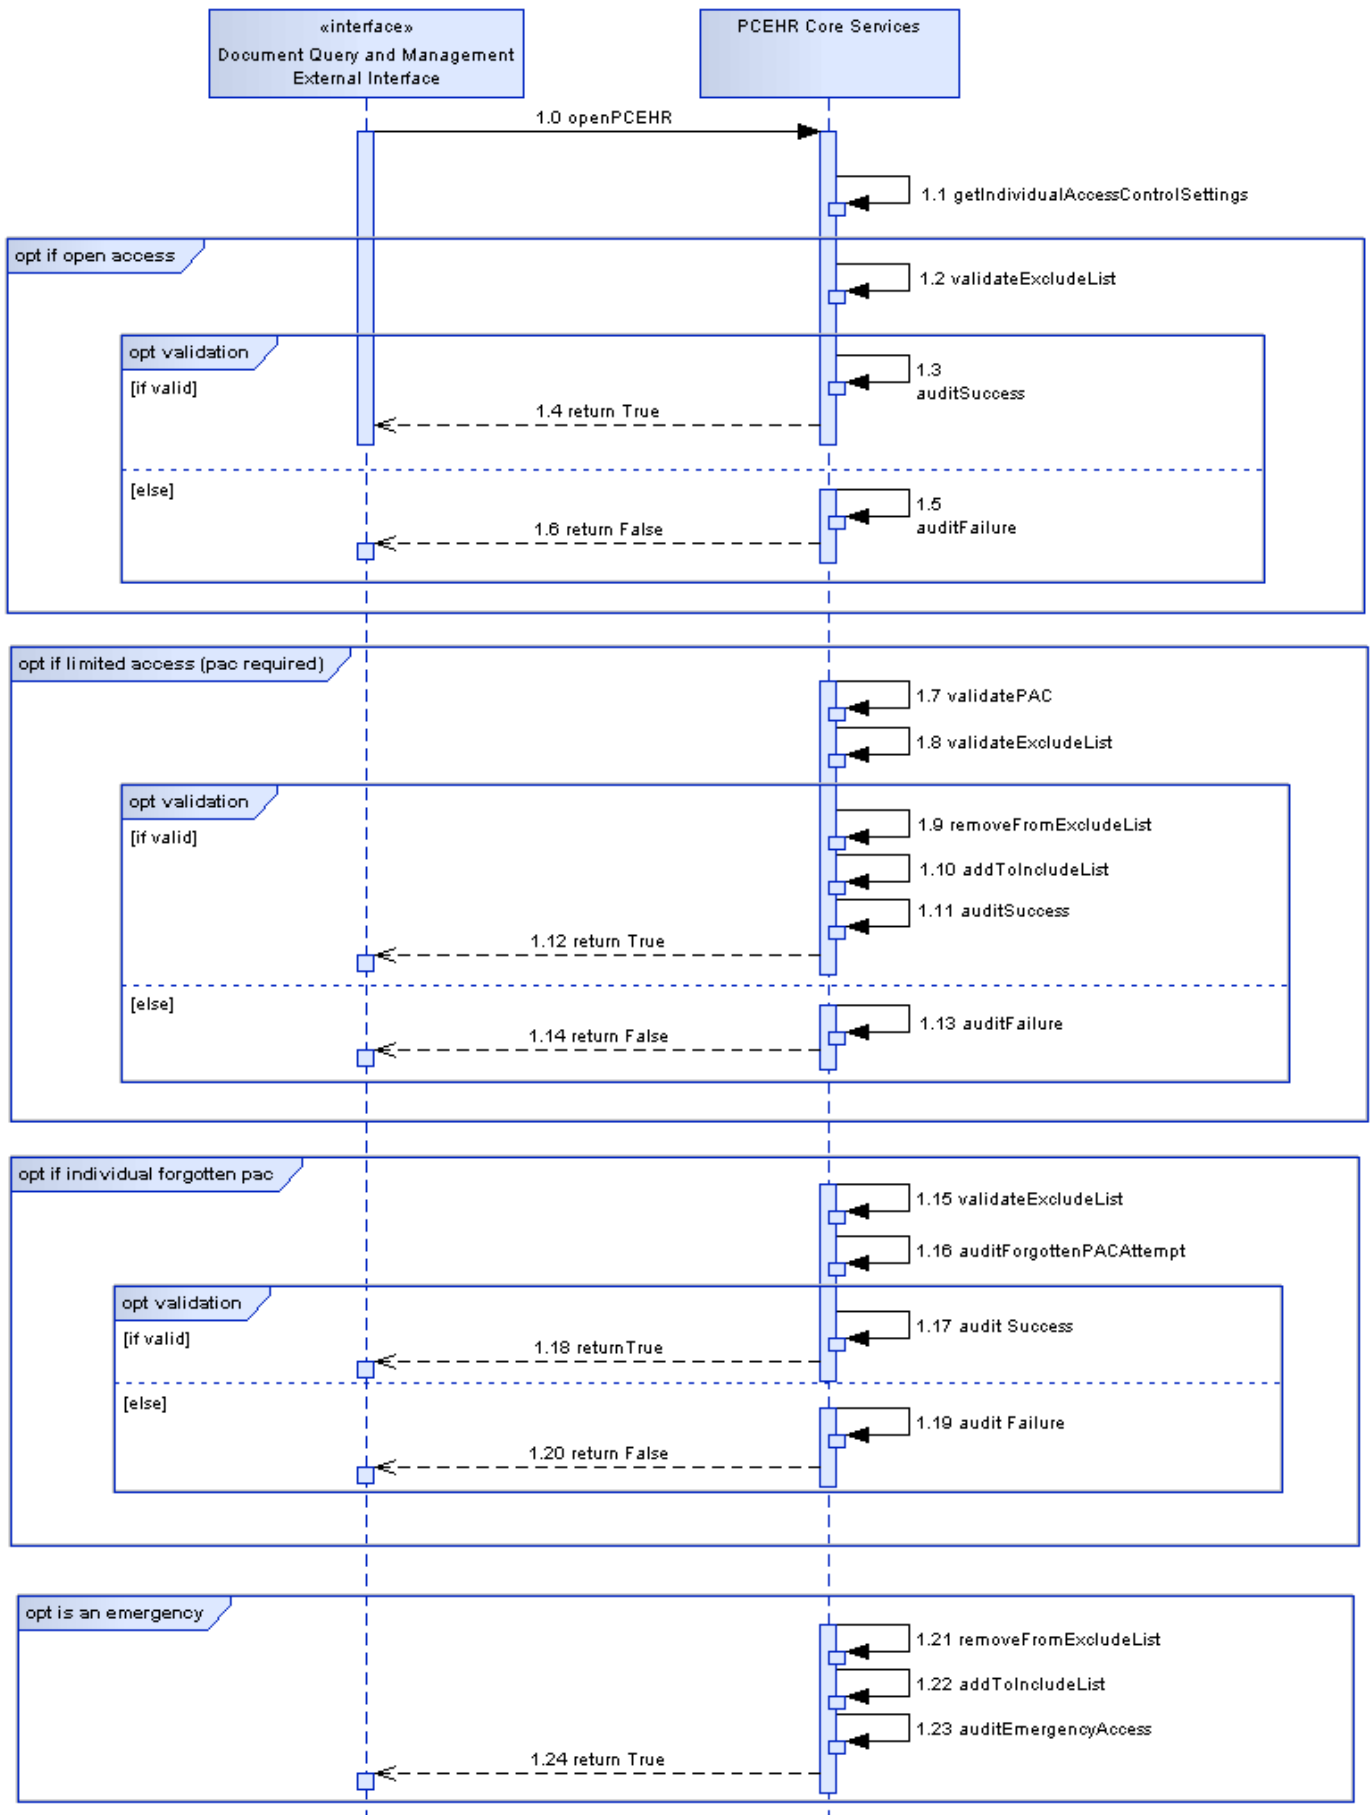 «interface»
Document Query and Management
External Interface
PCEHR Core Services
1.0 openPCEHR
1.1 getIndividualAccessControlSettings
opt if open access
1.2 validateExcludeList
opt validation
[if valid]
1.3
auditSuccess
1.4 return True
[else]
1.5
auditFailure
1.6 return False
opt if limited access (pac required)
1.7 validatePAC
1.8 validateExcludeList
opt validation
[if valid]
1.9 removeFromExcludeList
1.10 addToIncludeList
1.11 auditSuccess
1.12 return True
[else]
1.13 auditFailure
1.14 return False
opt if individual forgotten pac
1.15 validateExcludeList
1.16 auditForgottenPACAttempt
opt validation
[if valid]
1.17 audit Success
1.18 returnTrue
[else]
1.19 audit Failure
1.20 return False
opt is an emergency
1.21 removeFromExcludeList
1.22 addToIncludeList
1.23 auditEmergencyAccess
1.24 return True